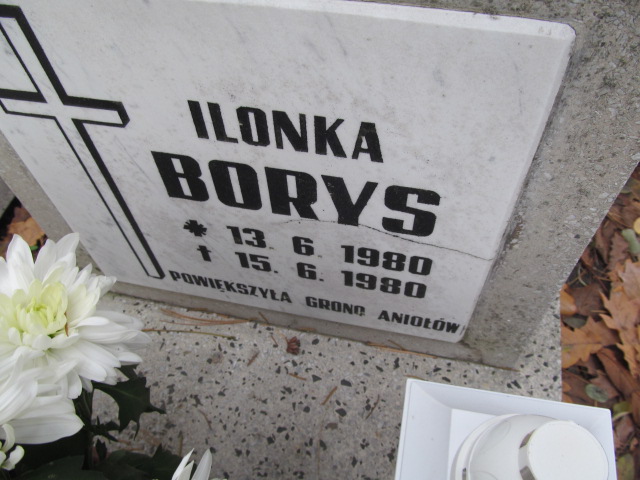 ILONKA
BORYS
* 13. 6. 1980
† 15. 6. 1980
POWIĘKSZYŁA GRONO ANIOŁÓW